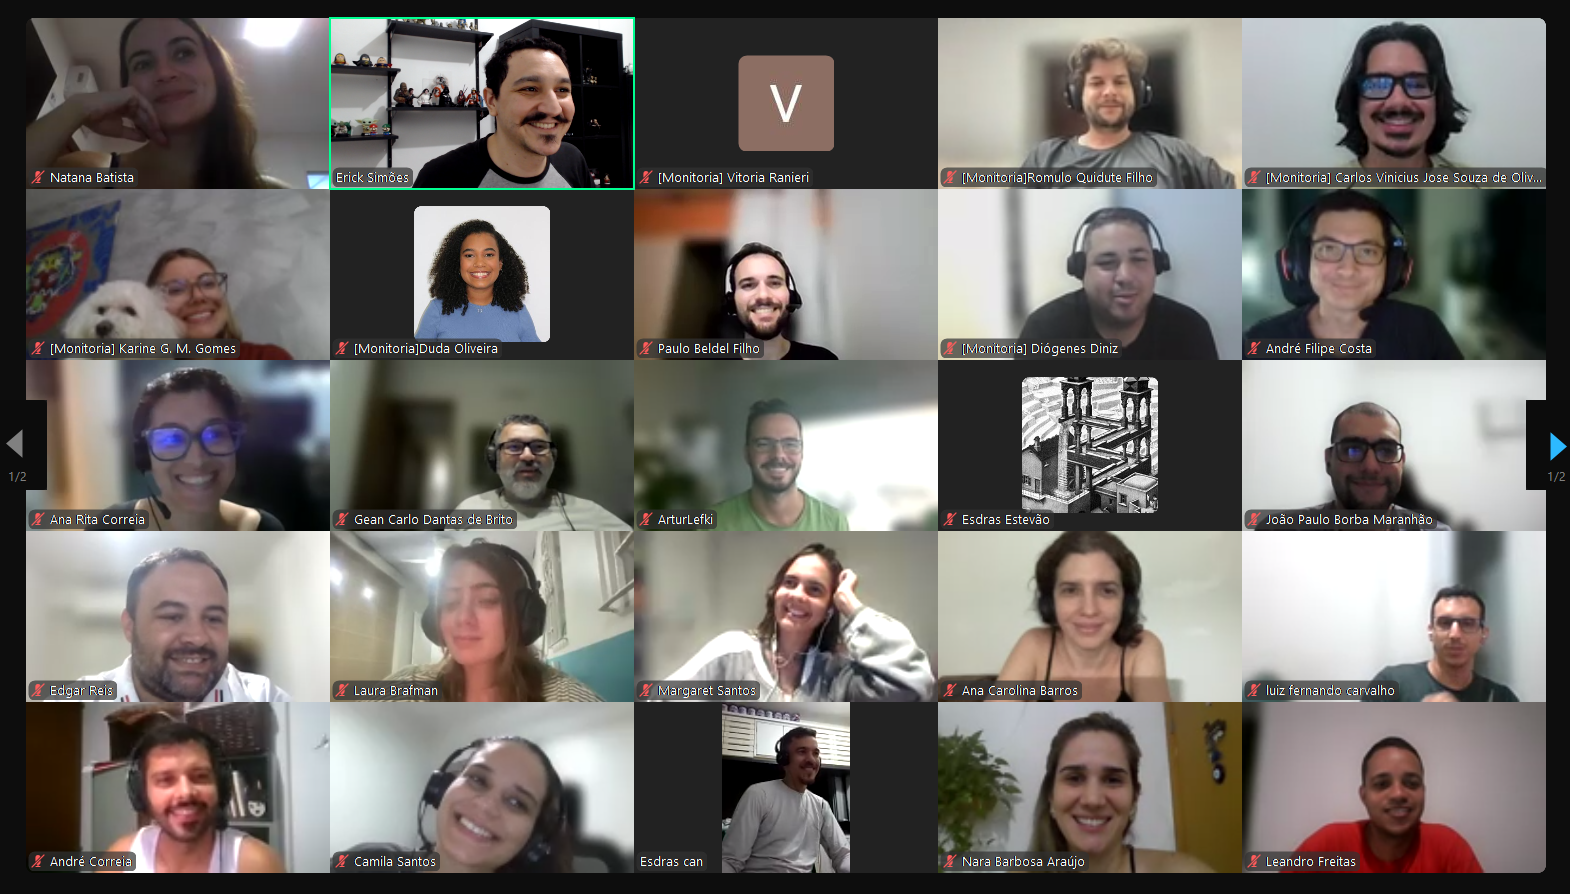 Natana Batista
Erick Simões
V
[Monitoria] Vitoria Ranieri
[Monitoria]Romulo Quidute Filho
[Monitoria] Carlos Vinicius Jose Souza de Oliv...
[Monitoria] Karine G. M. Gomes
[Monitoria]Duda Oliveira
Paulo Beldel Filho
[Monitoria] Diógenes Diniz
André Filipe Costa
Ana Rita Correia
Gean Carlo Dantas de Brito
ArturLefki
Esdras Estevão
João Paulo Borba Maranhão
1/2
1/2
Edgar Reis
Laura Brafman
Margaret Santos
Ana Carolina Barros
luiz fernando carvalho
André Correia
Camila Santos
Esdras can
Nara Barbosa Araújo
Leandro Freitas